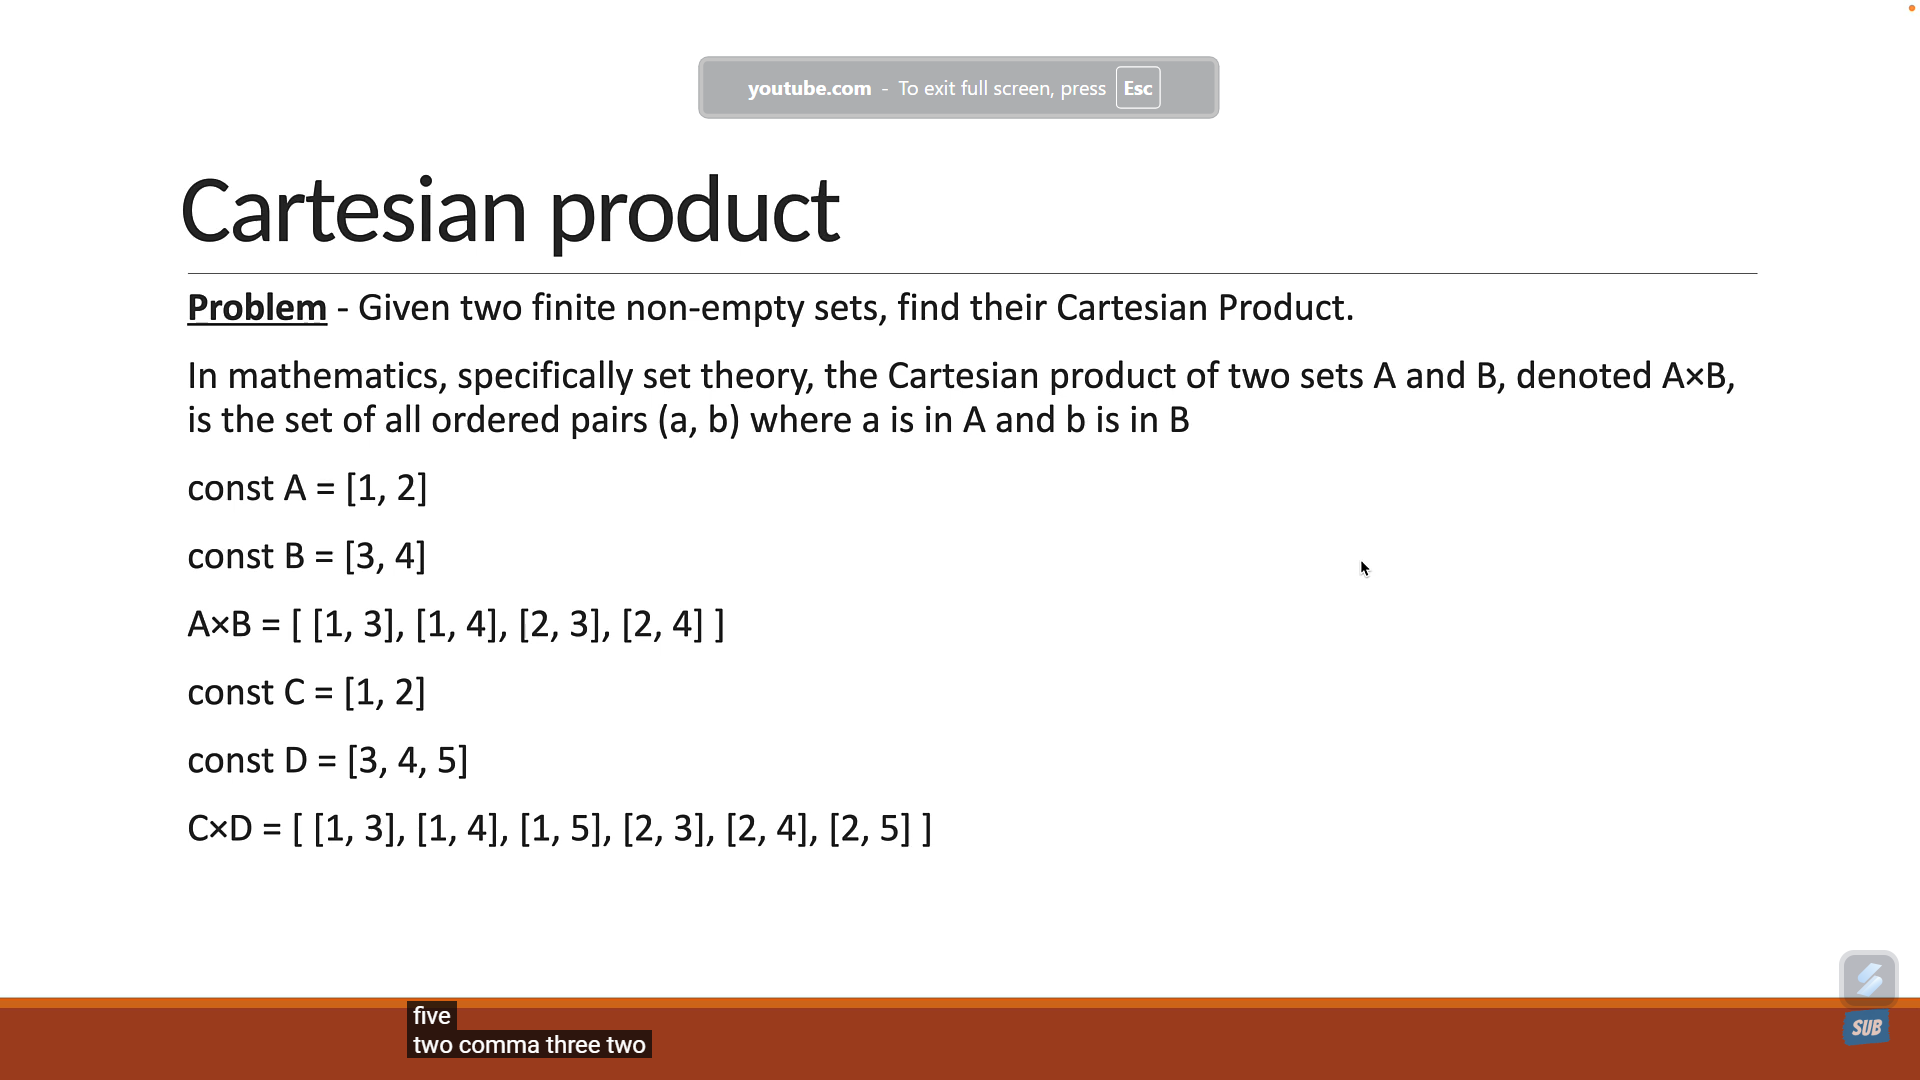 youtube.com - To exit full screen, press Esc
Cartesian product
Problem - Given two finite non-empty sets, find their Cartesian Product.
In mathematics, specifically set theory, the Cartesian product of two sets A and B, denoted A×B,
is the set of all ordered pairs (a, b) where a is in A and b is in B
const A = [1, 2]
const B = [3, 4]
A×B = [ [1, 3], [1, 4], [2, 3], [2, 4] ]
const C = [1, 2]
const D = [3, 4, 5]
C×D = [ [1, 3], [1, 4], [1, 5], [2, 3], [2, 4], [2, 5] ]
five
two comma three two
SUB